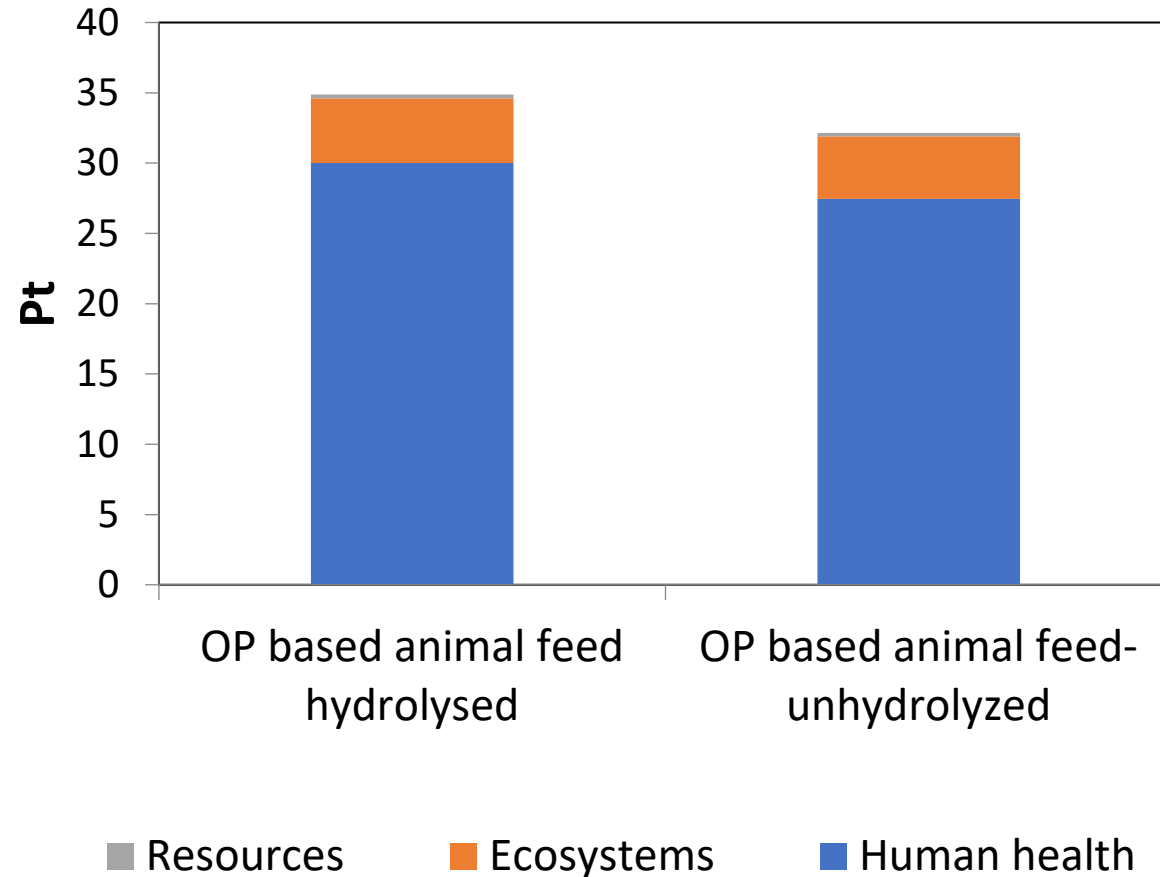 40
35
30
25
20
15
10
5
0
Pt
OP based animal feed
hydrolysed
OP based animal feed-
unhydrolyzed
Resources
Ecosystems
Human health